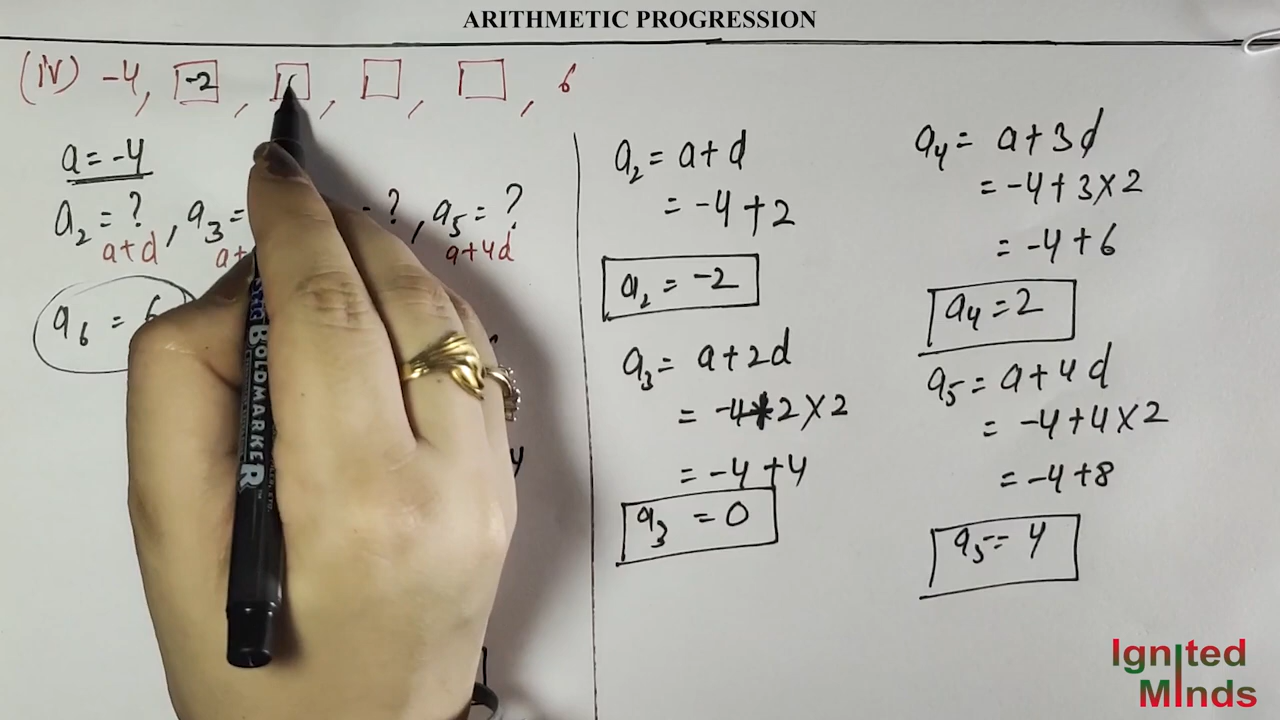 ARITHMETIC PROGRESSION
(iv) -4, -2, , , , 6
a = -4
a2 = ?, a3 = = ?, a5 = ?
a+d a+ a+4d
a6 = 6
y
a2 = a+d
= -4+2
a2 = -2
a3 = a+2d
= -4+2×2
= -4+4
a3 = 0
a4 = a+3d
= -4+3×2
= -4+6
a4 = 2
a5 = a+4d
= -4+4×2
= -4+8
a5 = 4
BOLDMARKER
Ignited
Minds